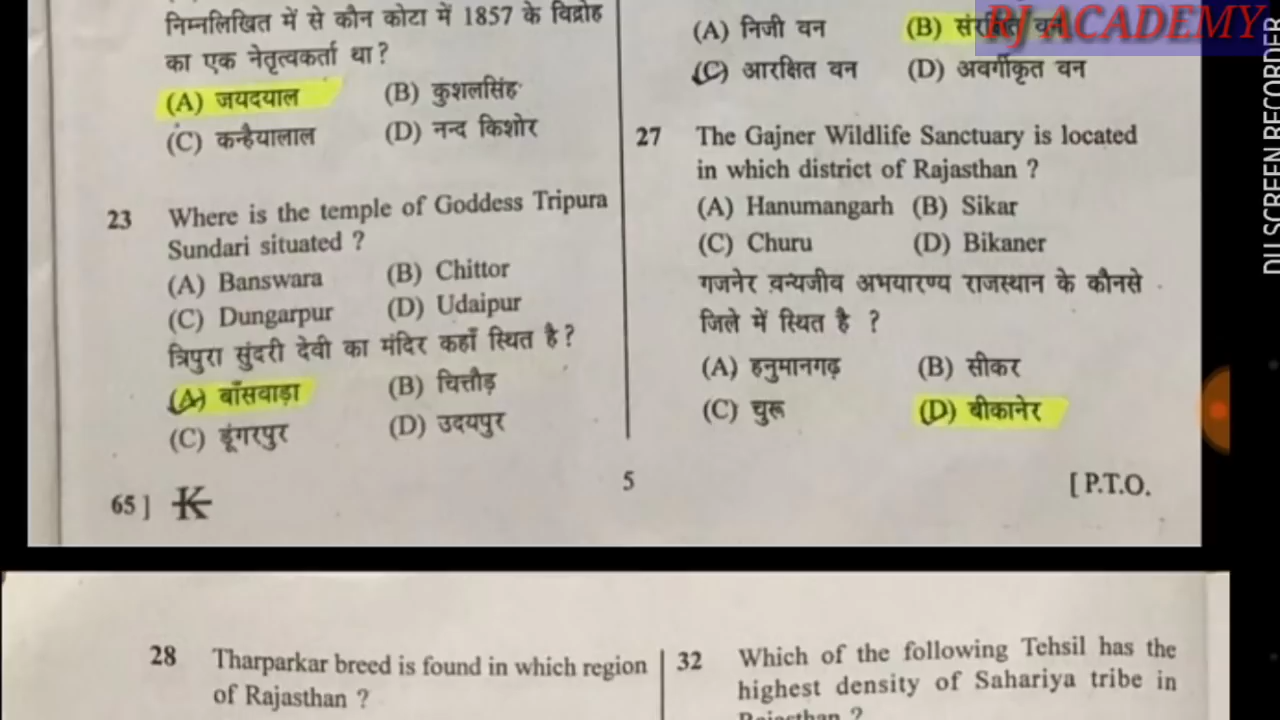 निम्नलिखित में से कौन कोटा में 1857 के विद्रोह
का एक नेतृत्वकर्ता था ?
(A) जयदयाल (B) कुशलसिंह
(C) कन्हैयालाल (D) नन्द किशोर
23 Where is the temple of Goddess Tripura
Sundari situated ?
(A) Banswara (B) Chittor
(C) Dungarpur (D) Udaipur
त्रिपुरा सुंदरी देवी का मंदिर कहाँ स्थित है ?
(A) बाँसवाड़ा (B) चित्तौड़
(C) डूंगरपुर (D) उदयपुर
65 ] K
5
(A) निजी वन (B) संरक्षित वन
(C) आरक्षित वन (D) अवर्गीकृत वन
27 The Gajner Wildlife Sanctuary is located
in which district of Rajasthan ?
(A) Hanumangarh (B) Sikar
(C) Churu (D) Bikaner
गजनेर वन्यजीव अभयारण्य राजस्थान के कौनसे
जिले में स्थित है ?
(A) हनुमानगढ़ (B) सीकर
(C) चुरू (D) बीकानेर
[ P.T.O.
28 Tharparkar breed is found in which region
of Rajasthan ?
32 Which of the following Tehsil has the
highest density of Sahariya tribe in
Rajasthan ?
RJ ACADEMY
DU SCREEN RECORDER